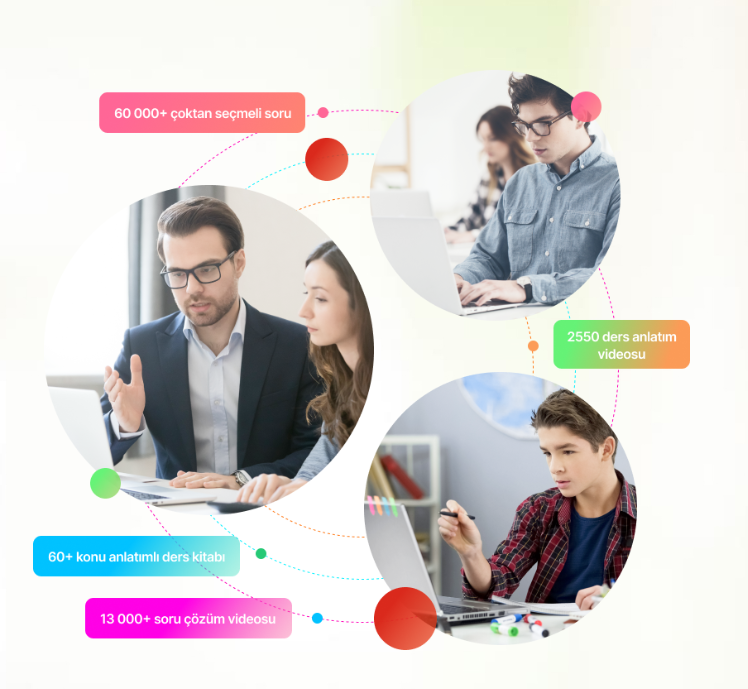 60 000+ çoktan seçmeli soru
2550 ders anlatım
videosu
60+ konu anlatımlı ders kitabı
13 000+ soru çözüm videosu